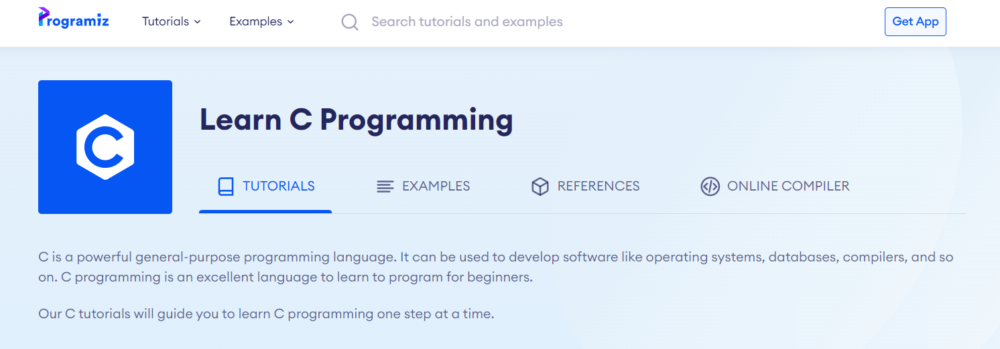 Programiz Tutorials Examples Search tutorials and examples Get App
C
Learn C Programming
TUTORIALS EXAMPLES REFERENCES ONLINE COMPILER
C is a powerful general-purpose programming language. It can be used to develop software like operating systems, databases, compilers, and so
on. C programming is an excellent language to learn to program for beginners.
Our C tutorials will guide you to learn C programming one step at a time.